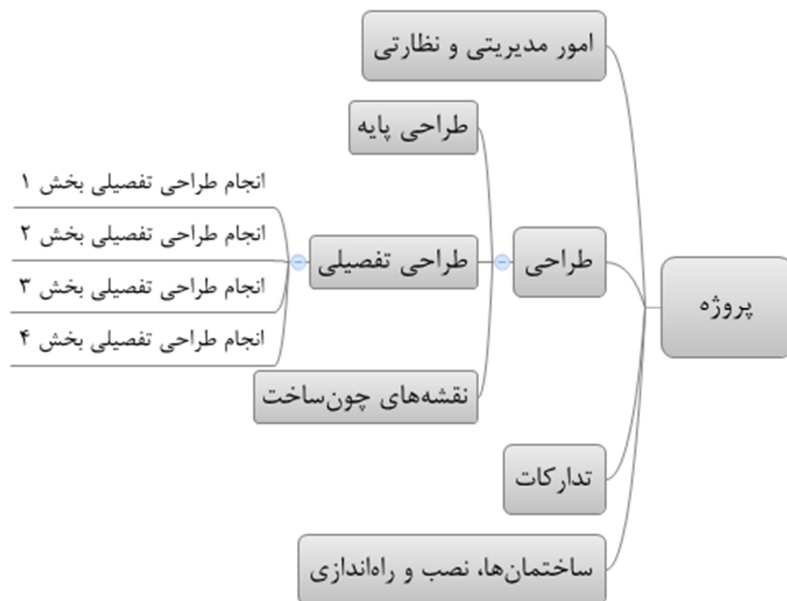 امور مدیریتی و نظارتی
طراحی پایه
انجام طراحی تفصیلی بخش ۱
انجام طراحی تفصیلی بخش ۲
طراحی تفصیلی
طراحی
انجام طراحی تفصیلی بخش ۳
پروژه
انجام طراحی تفصیلی بخش ۴
نقشه‌های چون‌ساخت
تدارکات
ساختمان‌ها، نصب و راه‌اندازی